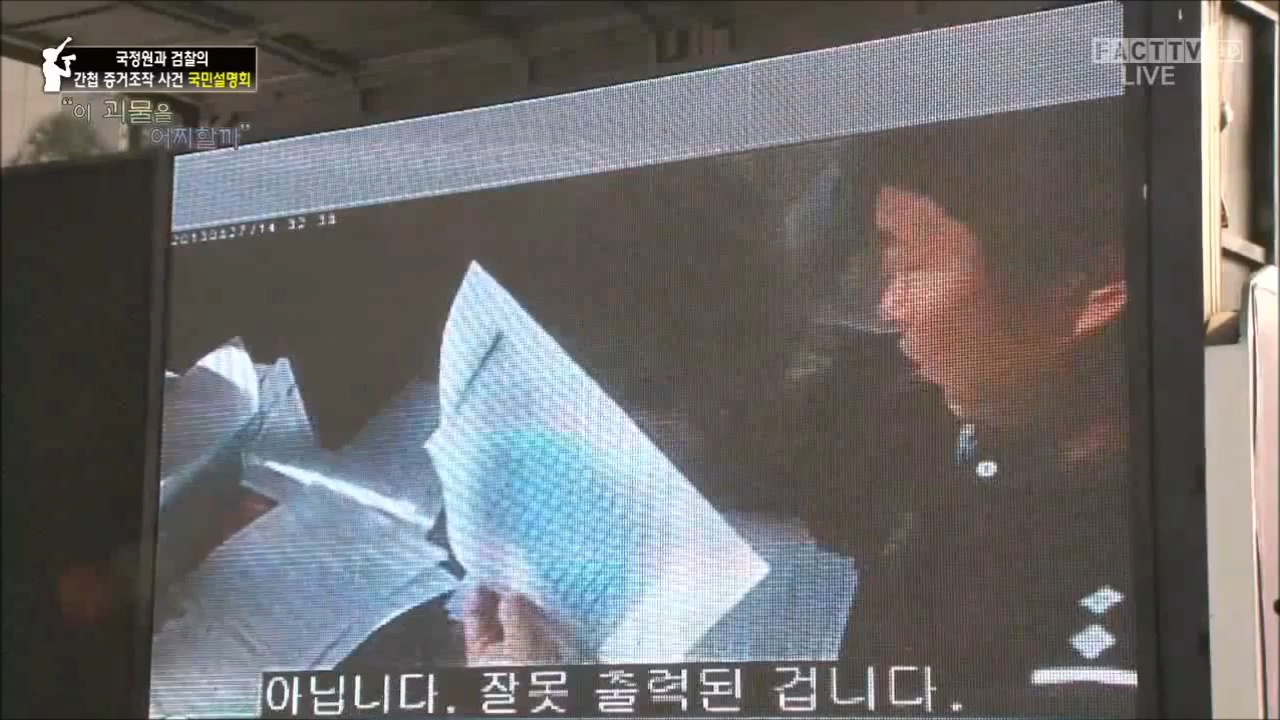 국정원과 검찰의
간첩 증거조작 사건 국민설명회
“이 괴물을
어찌할까”
FACTTV HD
LIVE
아닙니다. 잘못 출력된 겁니다.